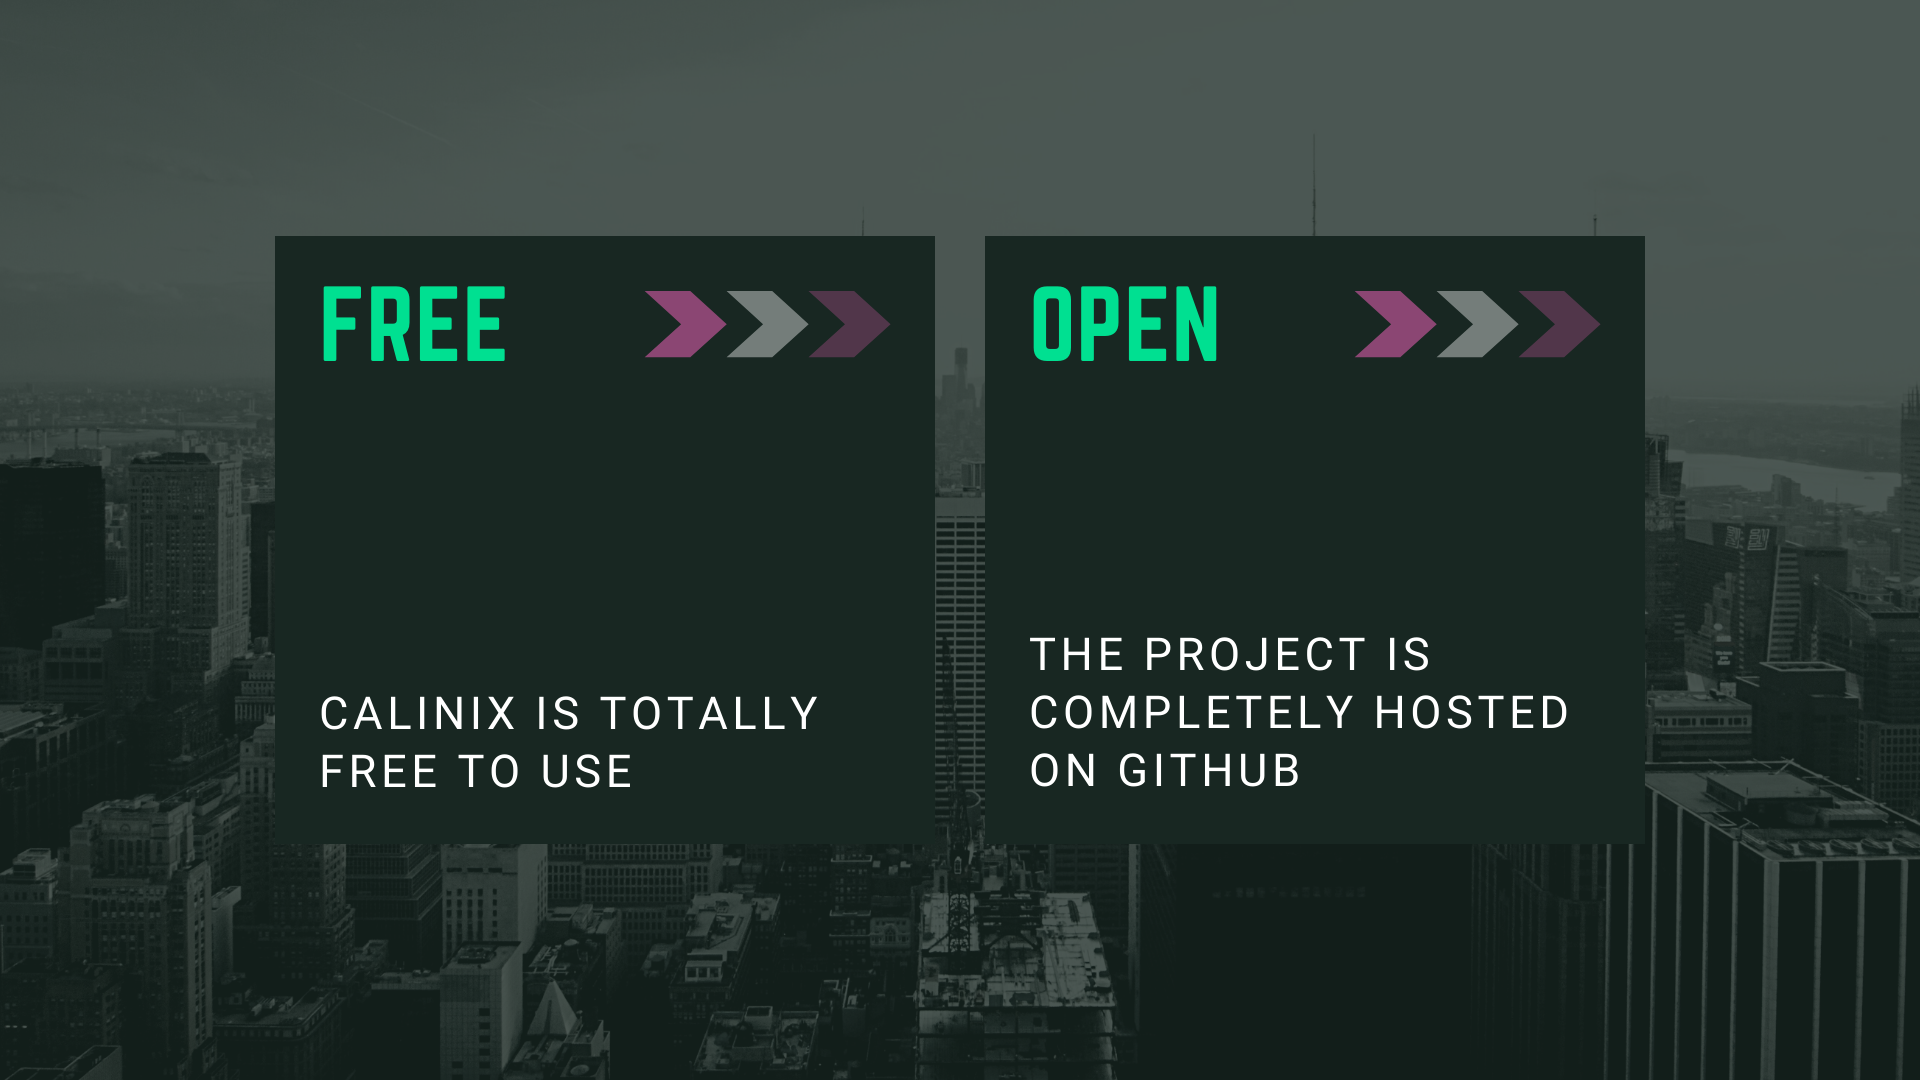 FREE
CALINIX IS TOTALLY
FREE TO USE
OPEN
THE PROJECT IS
COMPLETELY HOSTED
ON GITHUB